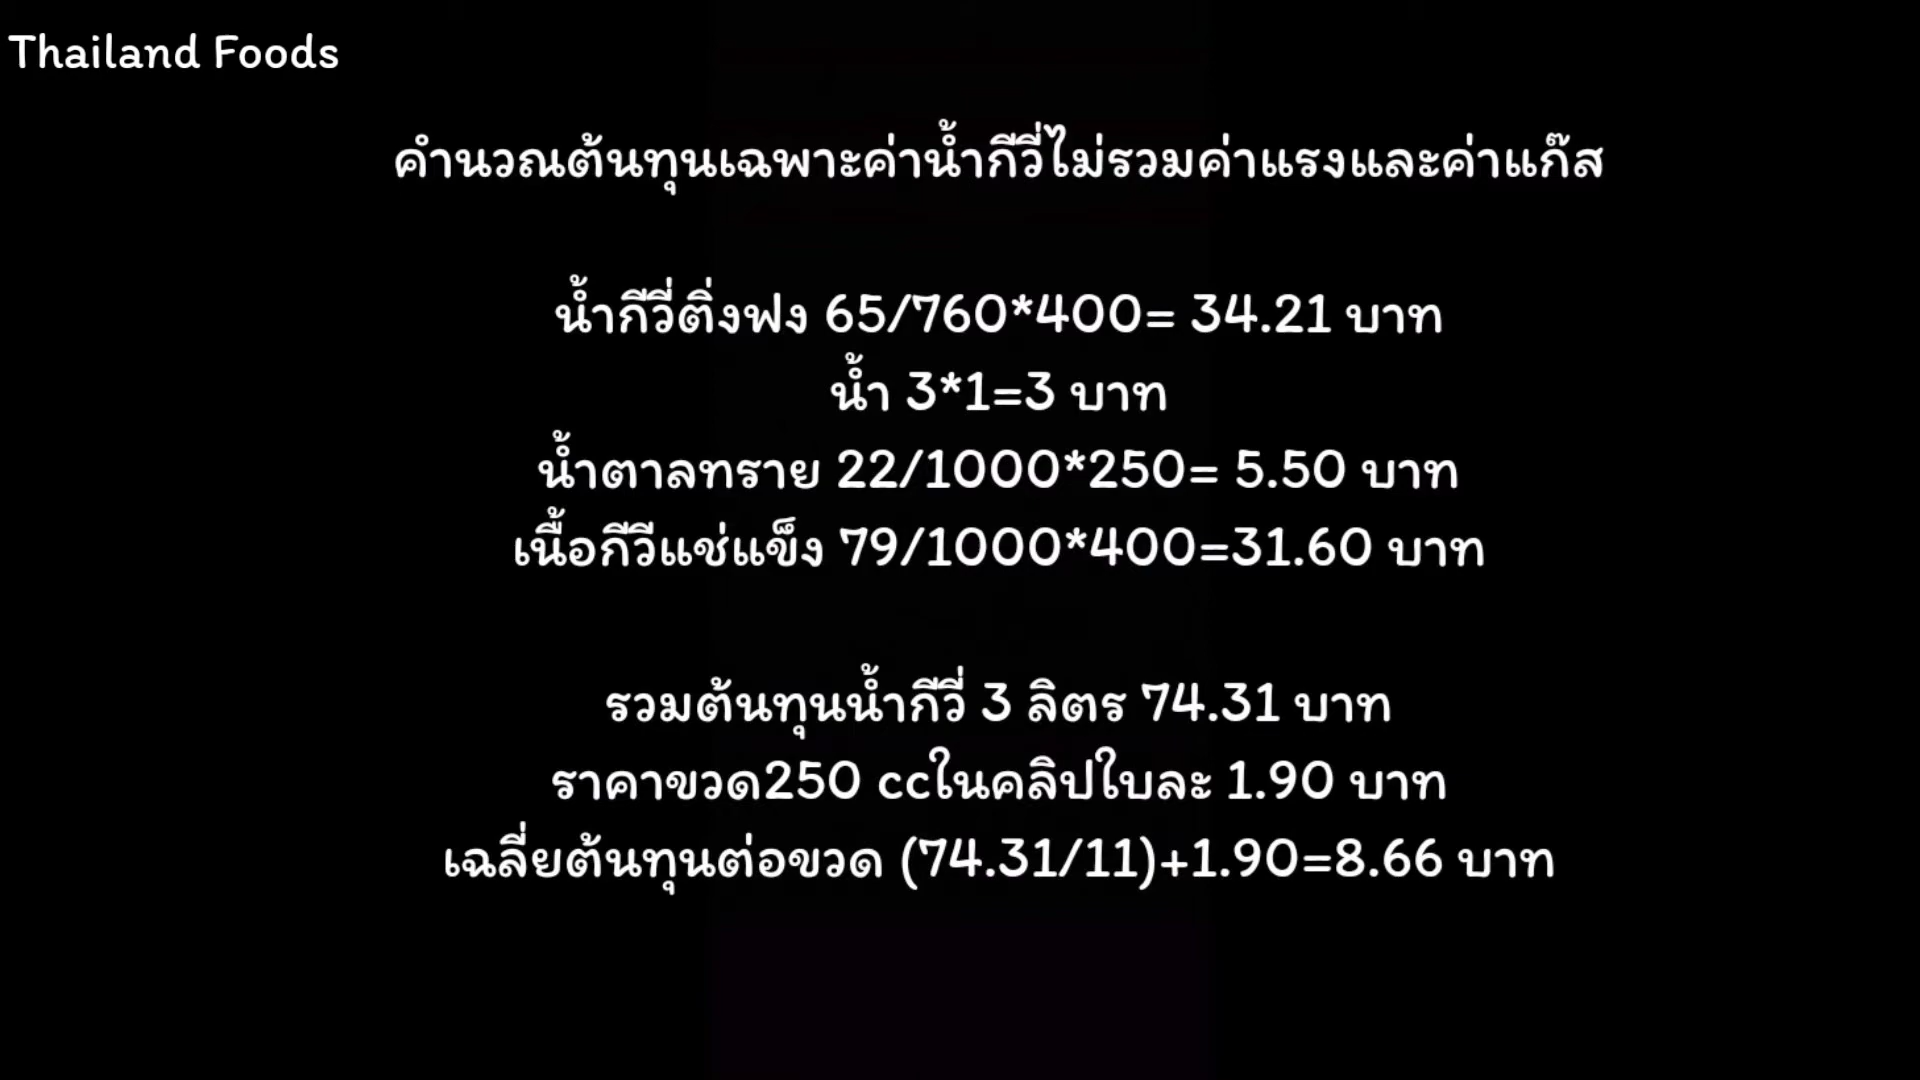 Thailand Foods
คำนวณต้นทุนเฉพาะค่าน้ำกีวี่ไม่รวมค่าแรงและค่าแก๊ส
น้ำกีวี่ติ่งฟง 65/760*400= 34.21 บาท
น้ำ 3*1=3 บาท
น้ำตาลทราย 22/1000*250= 5.50 บาท
เนื้อกีวีแช่แข็ง 79/1000*400=31.60 บาท
รวมต้นทุนน้ำกีวี่ 3 ลิตร 74.31 บาท
ราคาขวด250 ccในคลิปใบละ 1.90 บาท
เฉลี่ยต้นทุนต่อขวด (74.31/11)+1.90=8.66 บาท